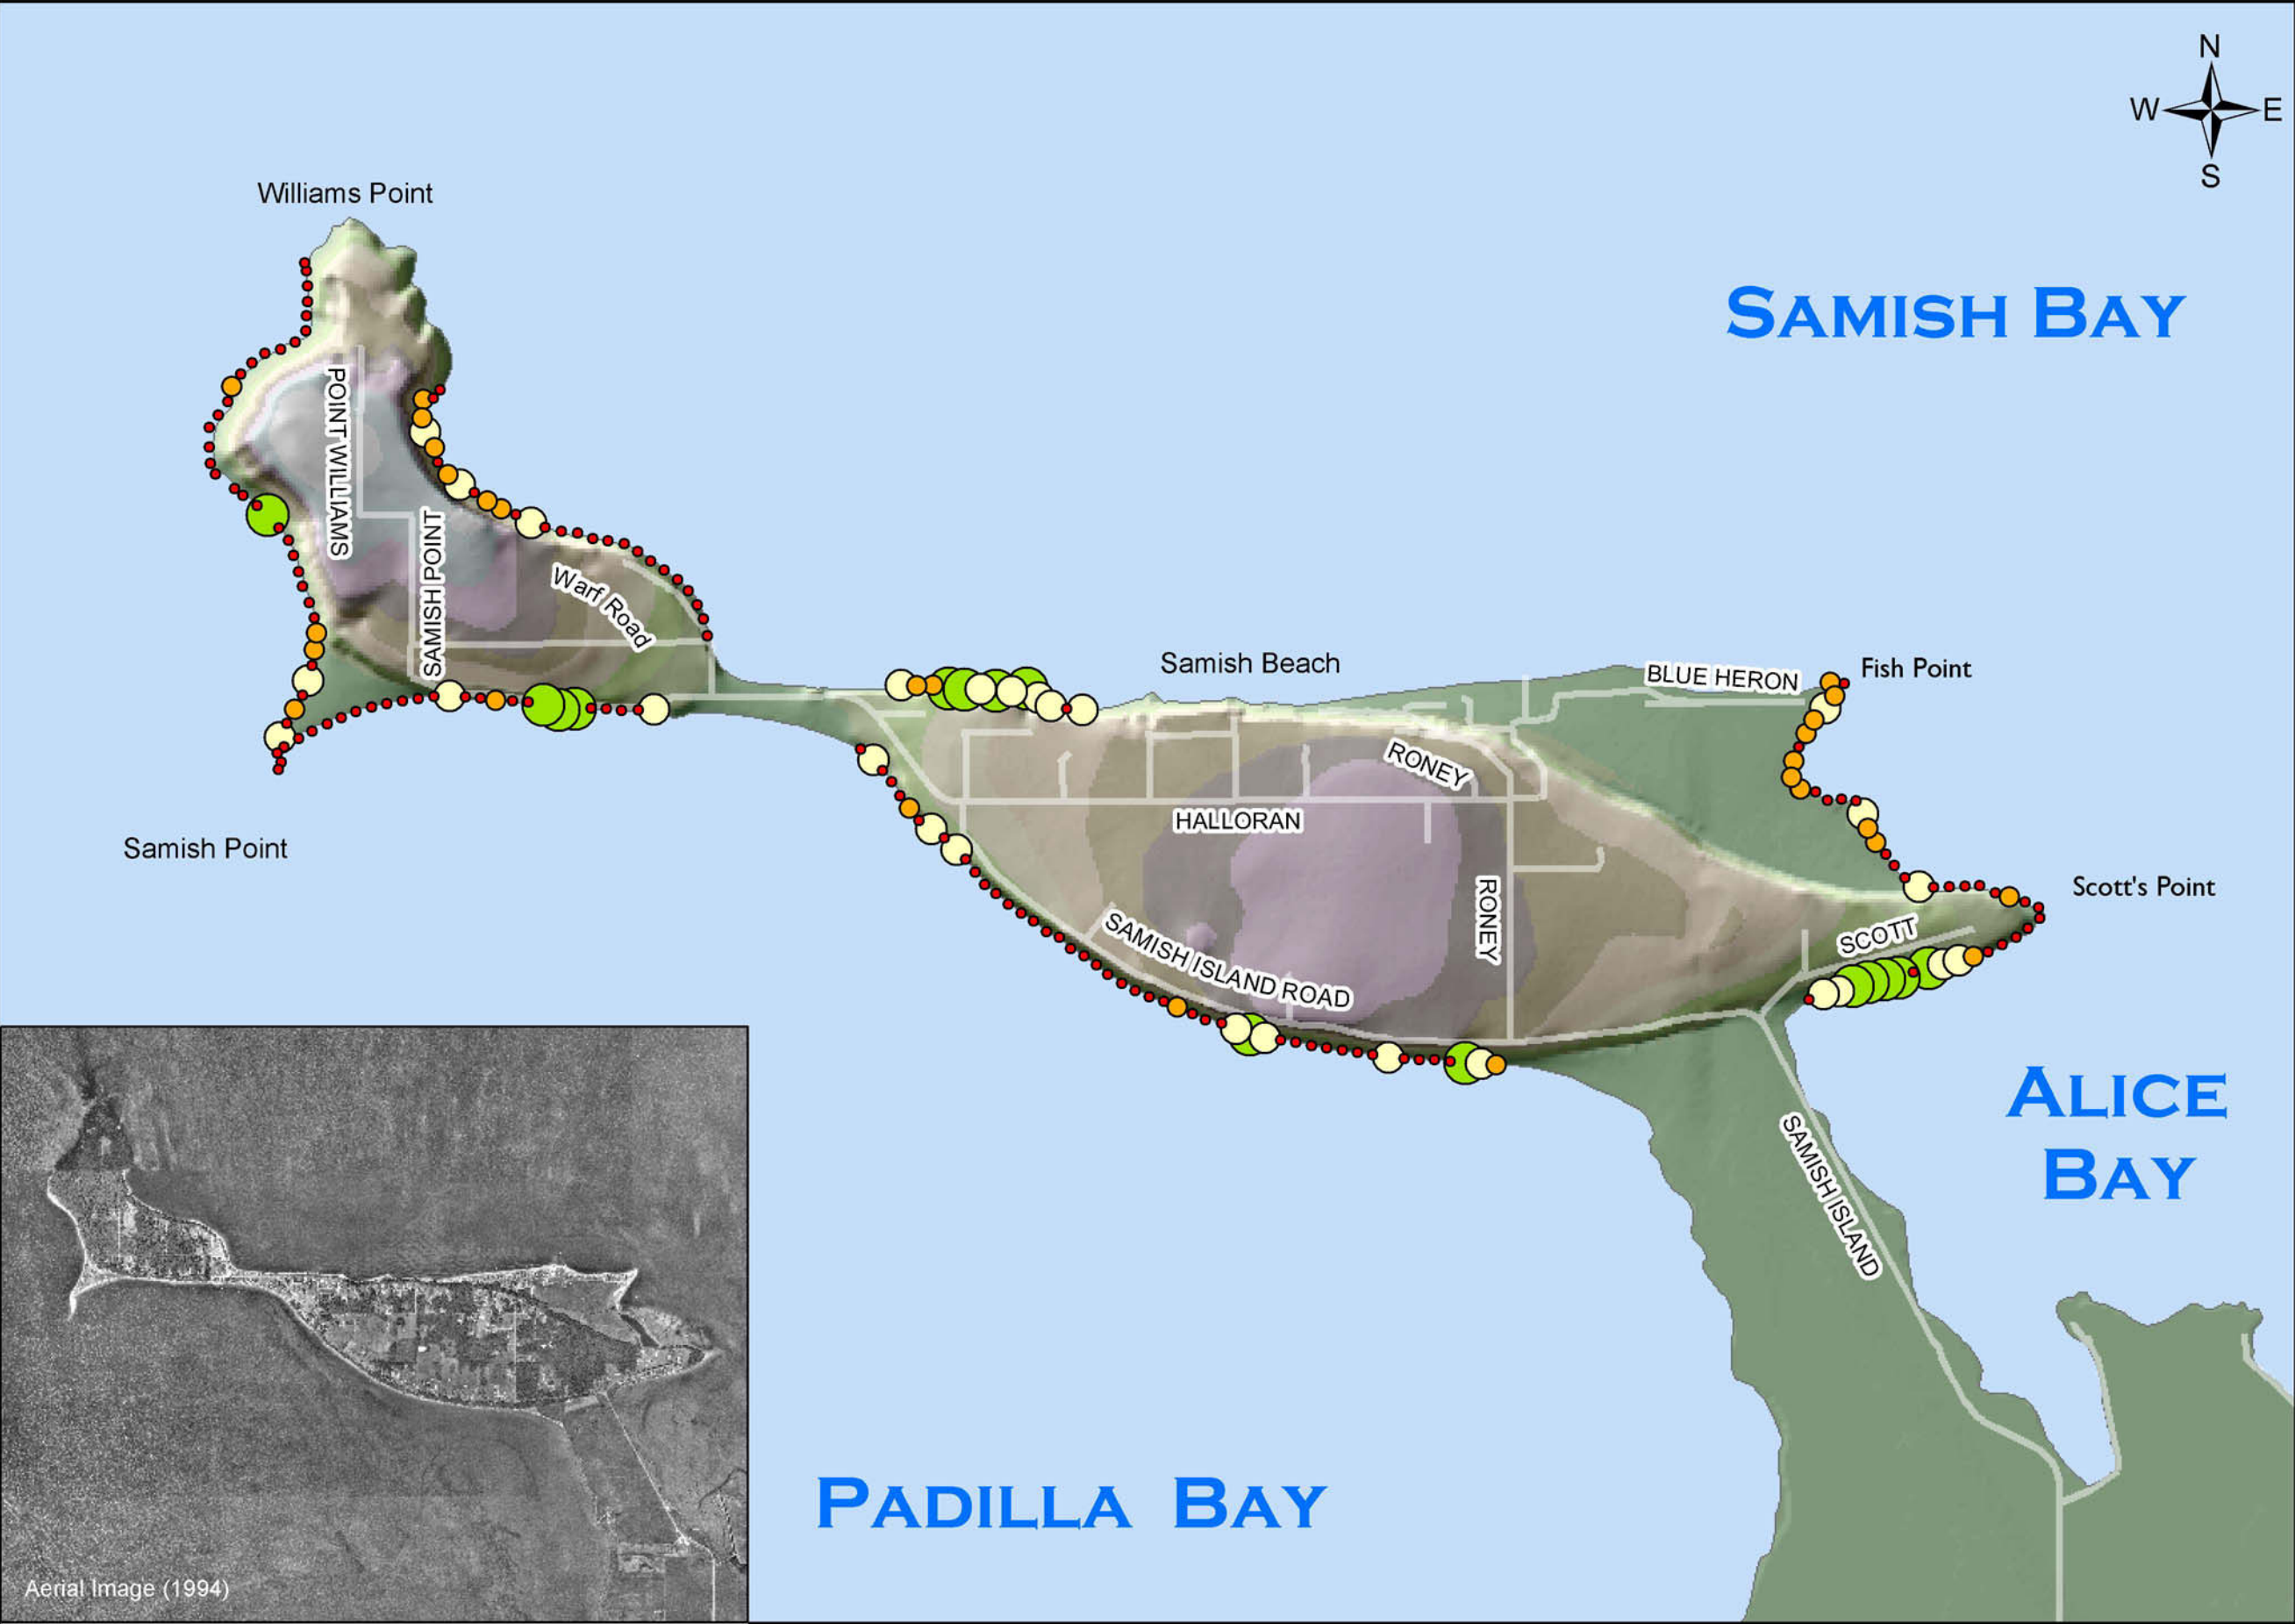 N
W E
S
Williams Point
SAMISH BAY
POINT WILLIAMS
SAMISH POINT
Warf Road
Samish Beach
BLUE HERON
Fish Point
RONEY
HALLORAN
Samish Point
RONEY
Scott's Point
SCOTT
SAMISH ISLAND ROAD
ALICE
BAY
SAMISH ISLAND
PADILLA BAY
Aerial Image (1994)